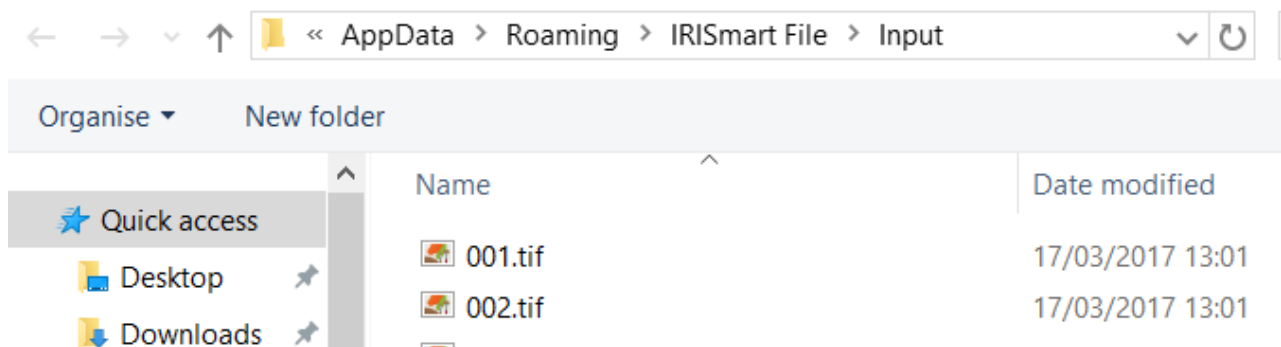 « AppData > Roaming > IRISmart File > Input
Organise New folder
Name Date modified
Quick access
001.tif 17/03/2017 13:01
Desktop
002.tif 17/03/2017 13:01
Downloads